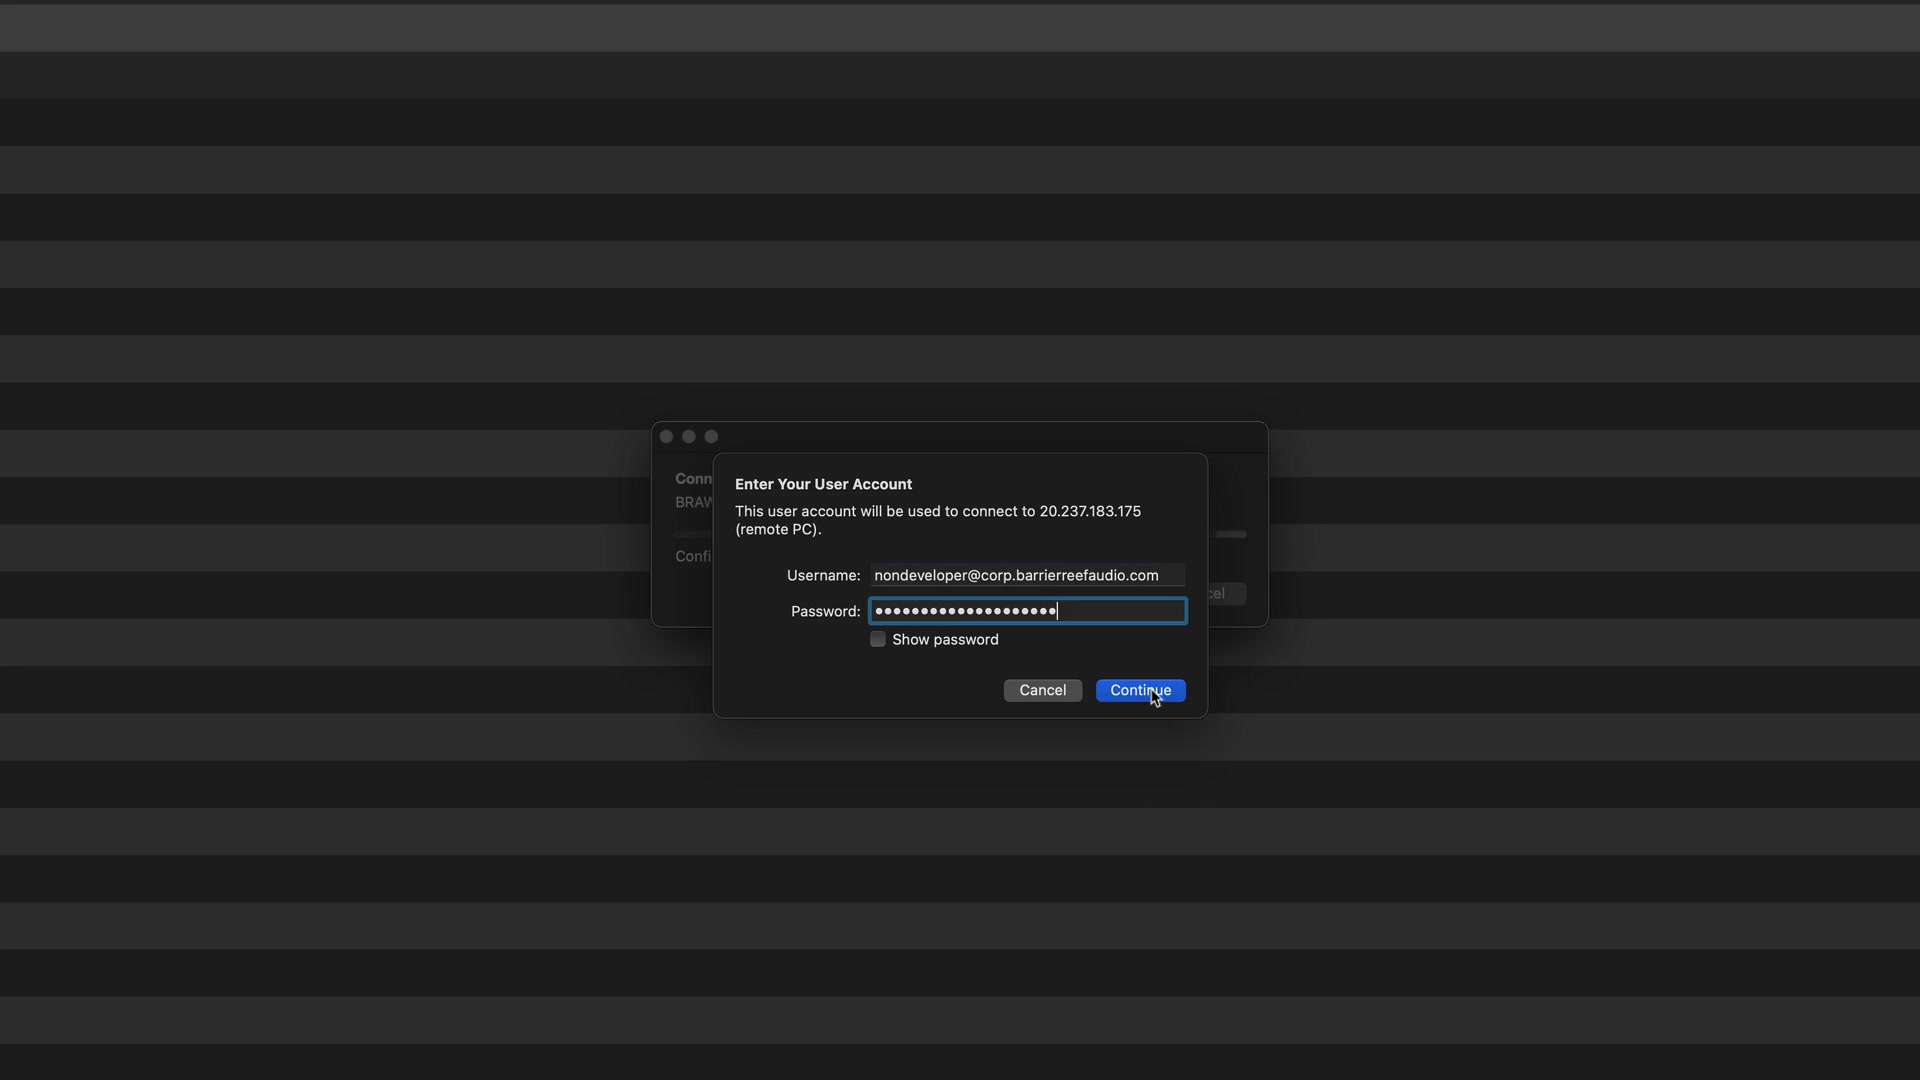 Conn
BRAW
Confi
cel
Enter Your User Account
This user account will be used to connect to 20.237.183.175
(remote PC).
Username: nondeveloper@corp.barrierreefaudio.com
Password: ••••••••••••••••••••
Show password
Cancel
Continue